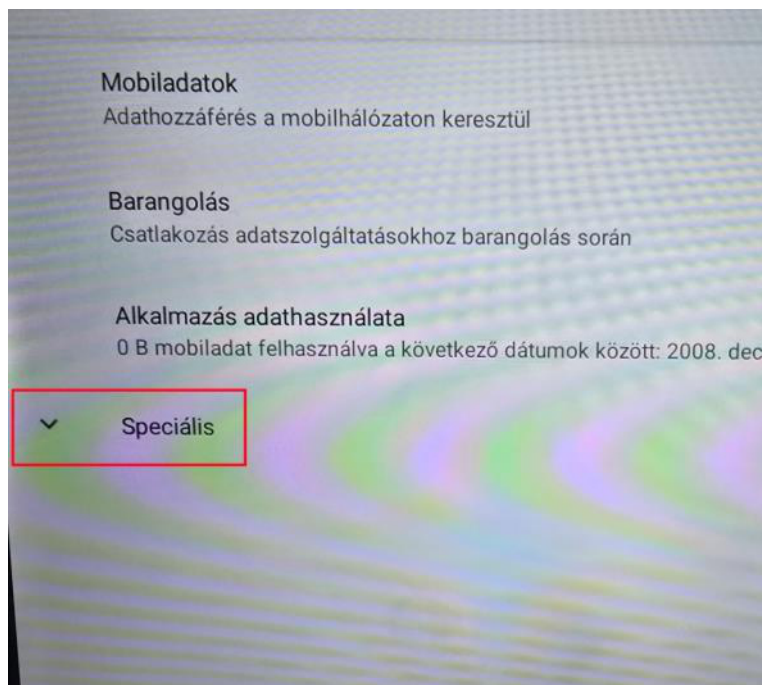 Mobiladatok
Adathozzáférés a mobilhálózaton keresztül
Barangolás
Csatlakozás adatszolgáltatásokhoz barangolás során
Alkalmazás adathasználata
0 B mobiladat felhasználva a következő dátumok között: 2008. dec
Speciális